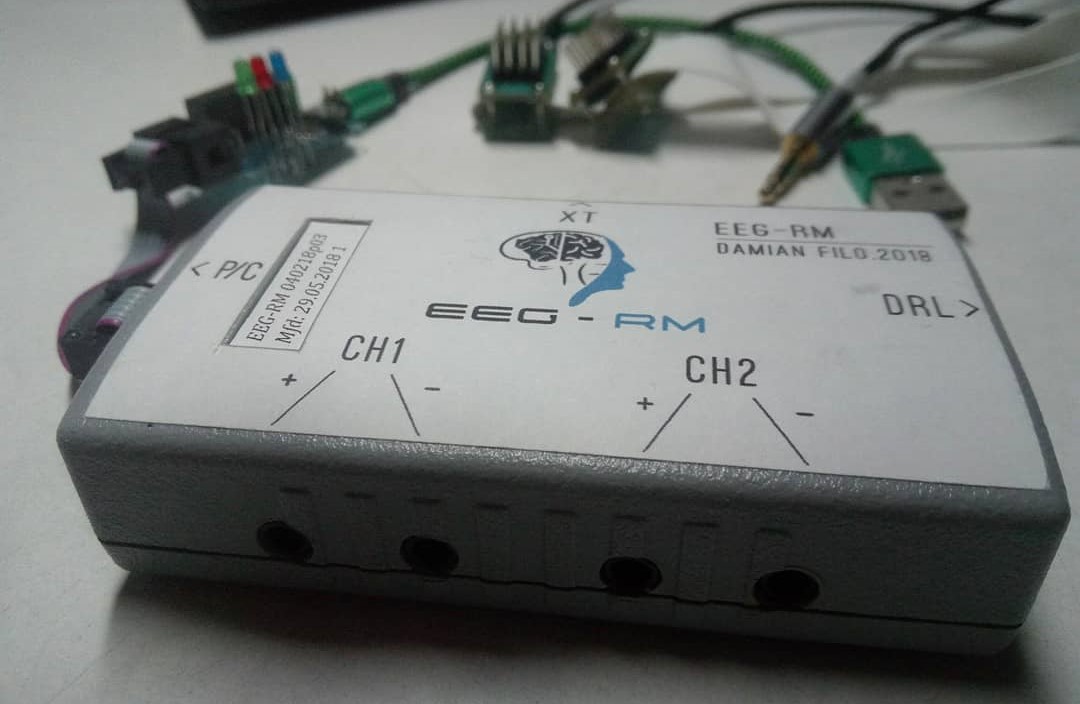 XT
EEG-RM
DAMIAN FILO.2018
< P/C
EEG-RM 040218p03
Mfd: 29.05.2018 1
EEG - RM
DRL >
CH1
+ -
CH2
+ -